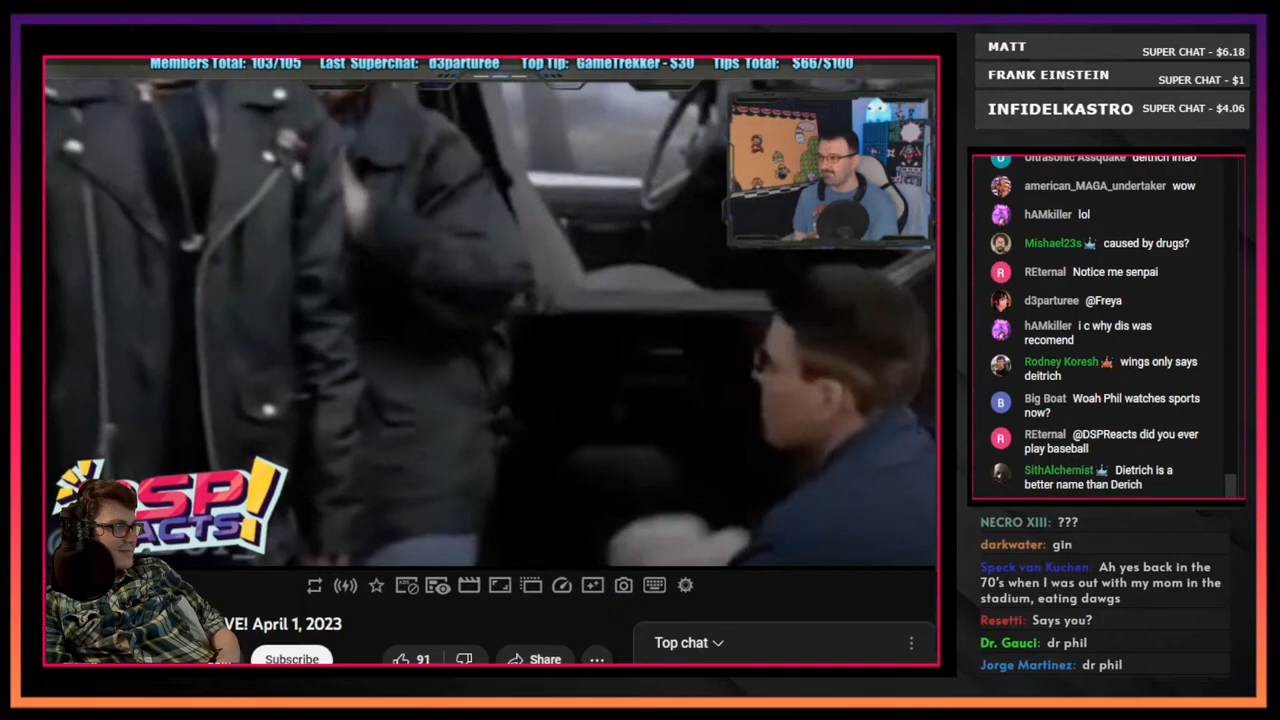 Members Total: 103/105 Last Superchat: d3parturee Top Tip: GameTrekker - $30 Tips Total: $66/$100
SP!
ACTS
VE! April 1, 2023
Subscribe
91
Share
Top chat
MATT SUPER CHAT - $6.18
FRANK EINSTEIN SUPER CHAT - $1
INFIDELKASTRO SUPER CHAT - $4.06
Ultrasonic Assquake deitrich lmao
american_MAGA_undertaker wow
hAMkiller lol
Mishael23s caused by drugs?
R REternal Notice me senpai
d3parturee @Freya
hAMkiller i c why dis was
recomend
Rodney Koresh wings only says
deitrich
B Big Boat Woah Phil watches sports
now?
R REternal @DSPReacts did you ever
play baseball
SithAlchemist Dietrich is a
better name than Derich
NECRO XIII: ???
darkwater: gin
Speck van Kuchen: Ah yes back in the
70's when I was out with my mom in the
stadium, eating dawgs
Resetti: Says you?
Dr. Gauci: dr phil
Jorge Martinez: dr phil